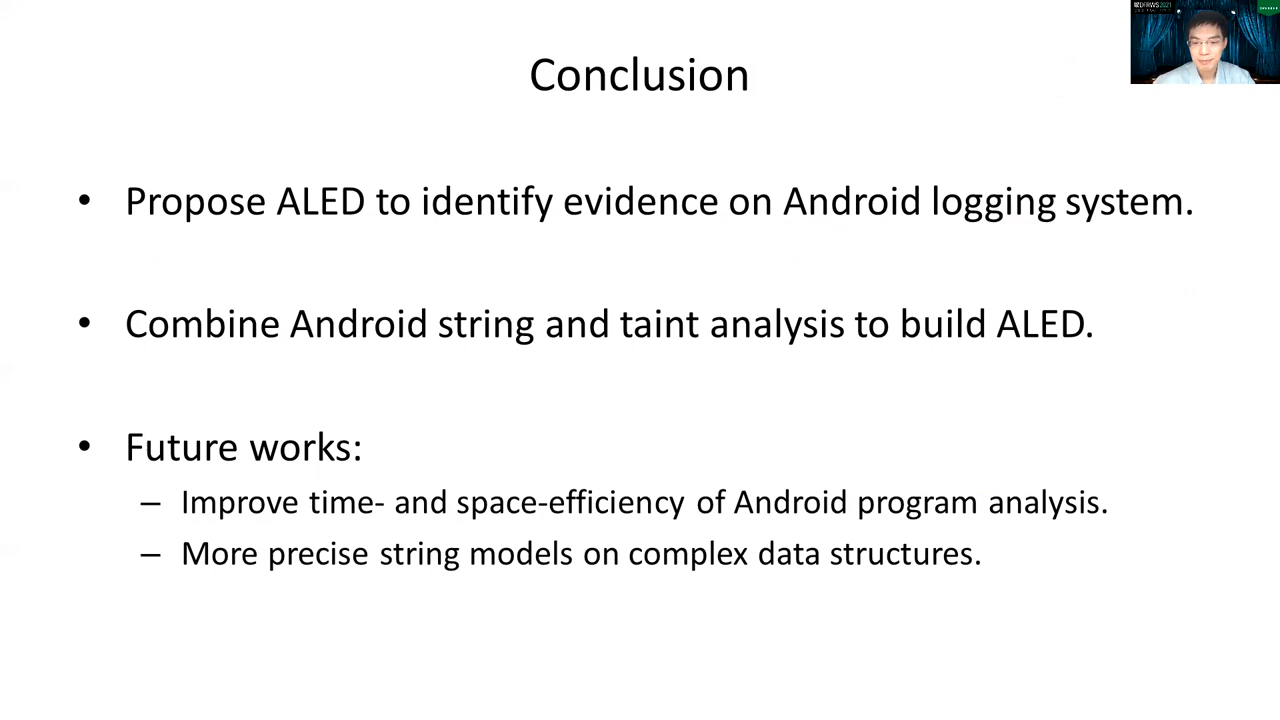 DFRWS2021
Conclusion
• Propose ALED to identify evidence on Android logging system.
• Combine Android string and taint analysis to build ALED.
• Future works:
– Improve time- and space-efficiency of Android program analysis.
– More precise string models on complex data structures.